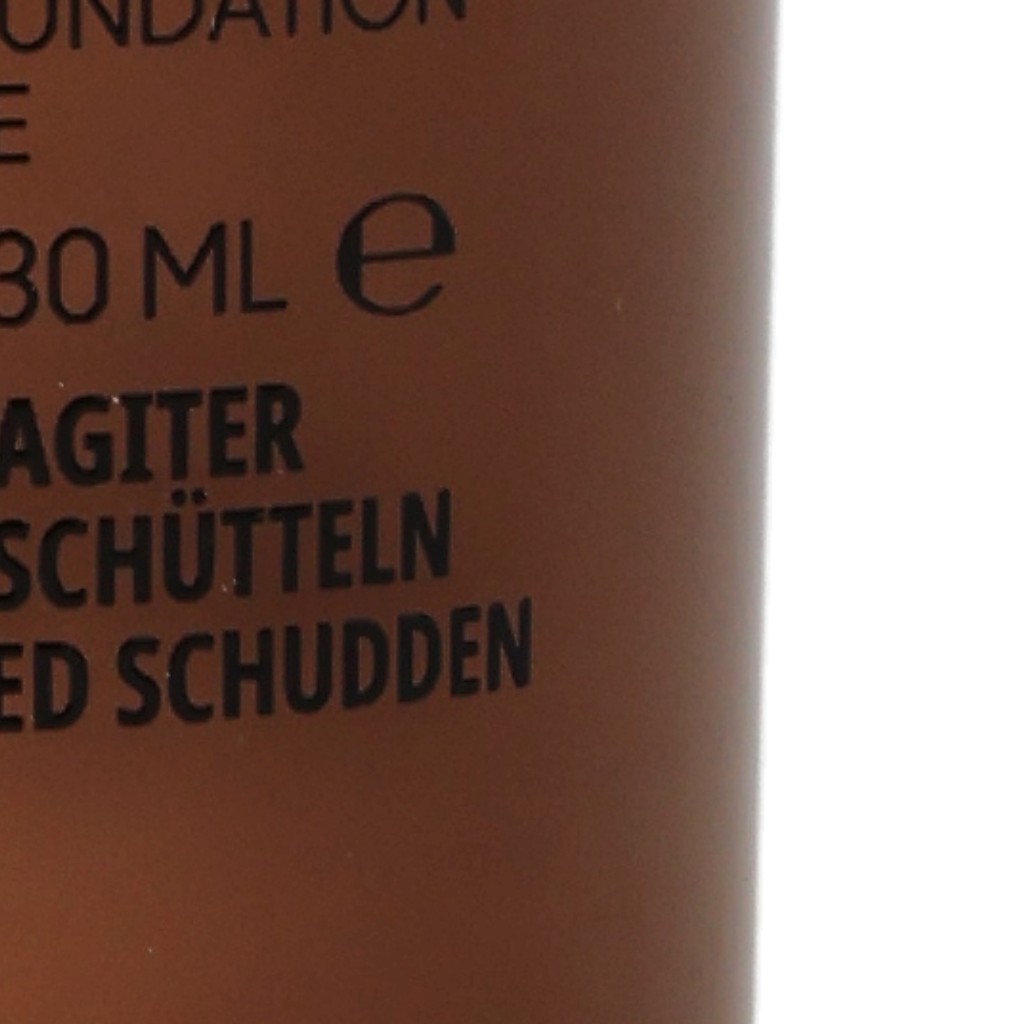 UNDATION
E
30 ML e
AGITER
SCHÜTTELN
ED SCHUDDEN